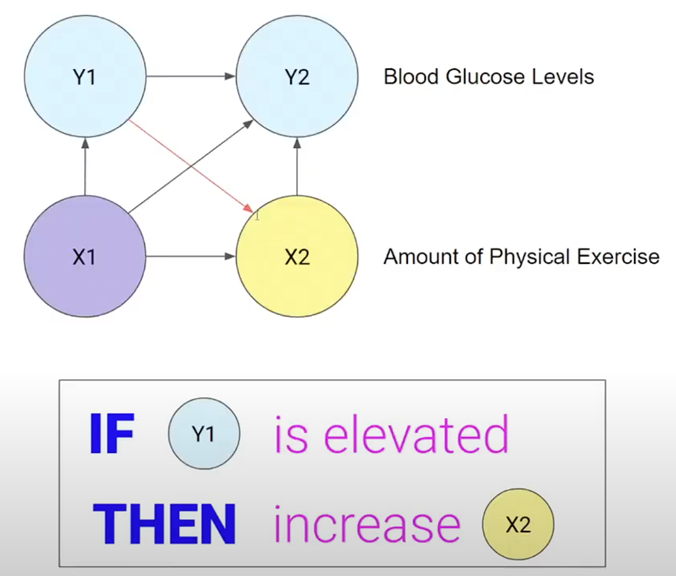 Y1 Y2 Blood Glucose Levels
X1 X2 Amount of Physical Exercise
IF Y1 is elevated
THEN increase X2